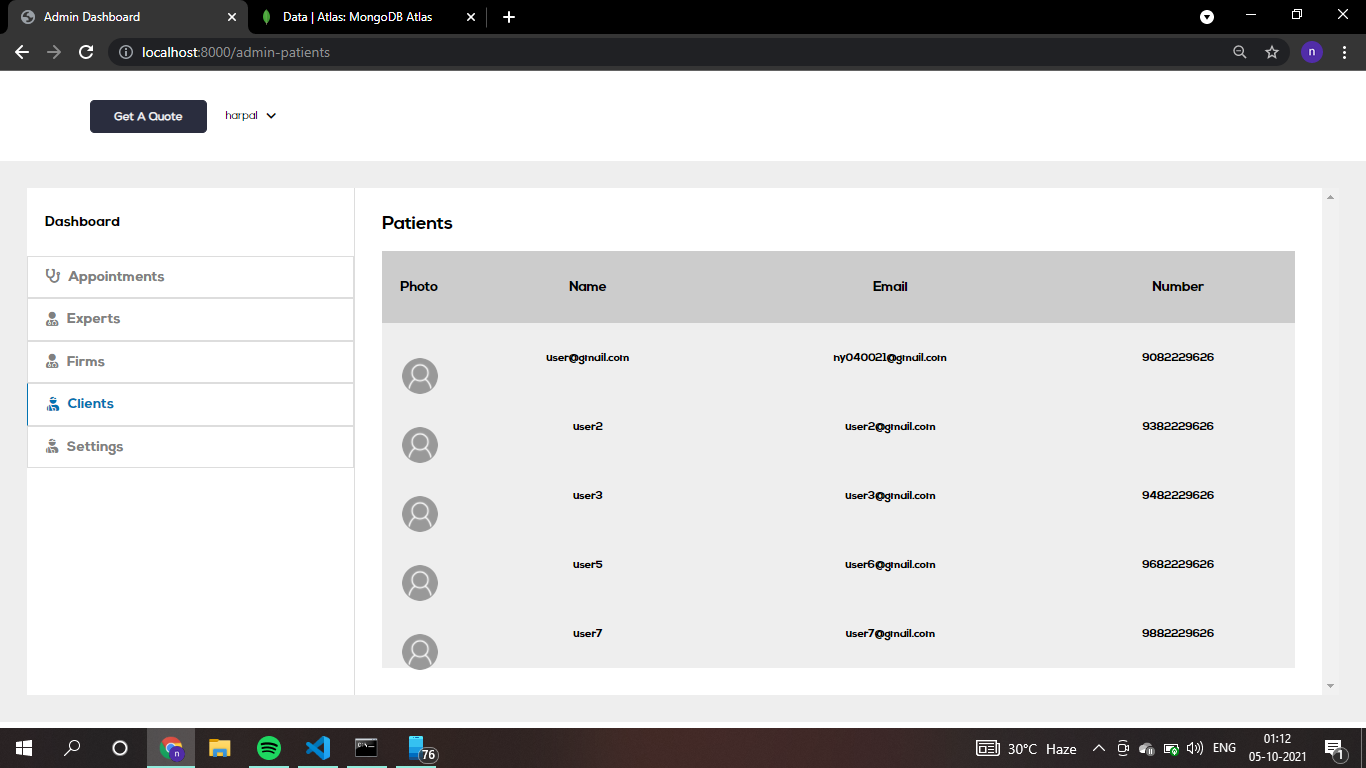 Admin Dashboard
Data | Atlas: MongoDB Atlas
localhost:8000/admin-patients
n
Get A Quote
harpal
Dashboard
Appointments
Experts
Firms
Clients
Settings
Patients
Photo Name Email Number
user@gmail.com ny040021@gmail.com 9082229626
user2 user2@gmail.com 9382229626
user3 user3@gmail.com 9482229626
user5 user6@gmail.com 9682229626
user7 user7@gmail.com 9882229626
n
76
30°C Haze
ENG
01:12
05-10-2021
1